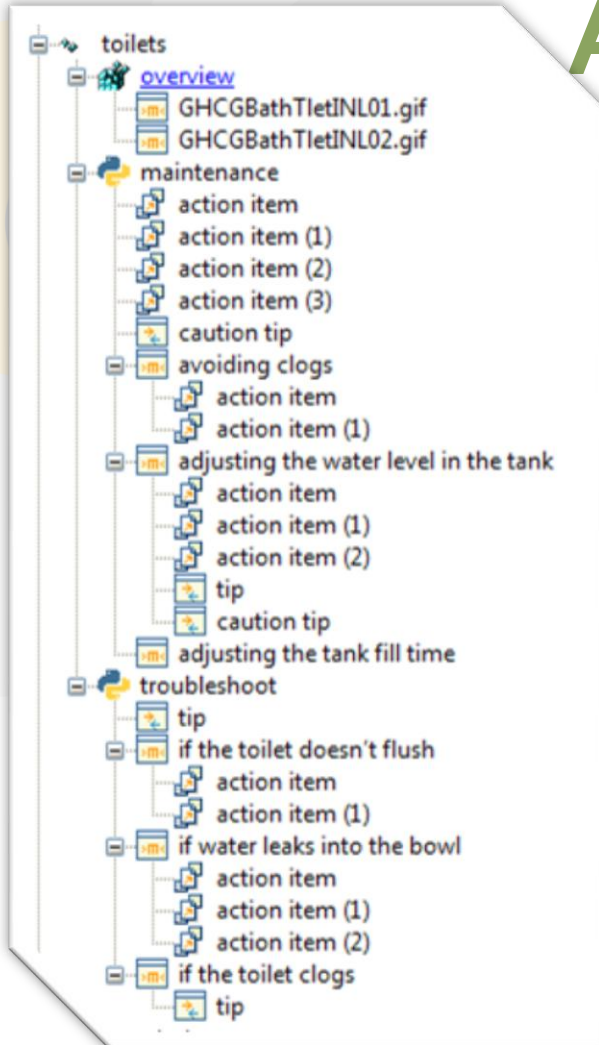 toilets
overview
GHCGBathTletINL01.gif
GHCGBathTletINL02.gif
maintenance
action item
action item (1)
action item (2)
action item (3)
caution tip
avoiding clogs
action item
action item (1)
adjusting the water level in the tank
action item
action item (1)
action item (2)
tip
caution tip
adjusting the tank fill time
troubleshoot
tip
if the toilet doesn't flush
action item
action item (1)
if water leaks into the bowl
action item
action item (1)
action item (2)
if the toilet clogs
tip